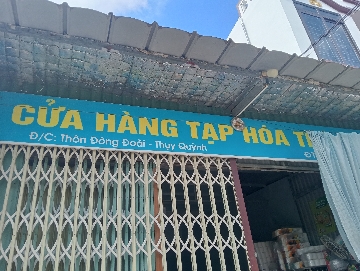 CỬA HÀNG TẠP HÓA
Đ/C: Thôn Đông Đoài - Thụy Quỳnh